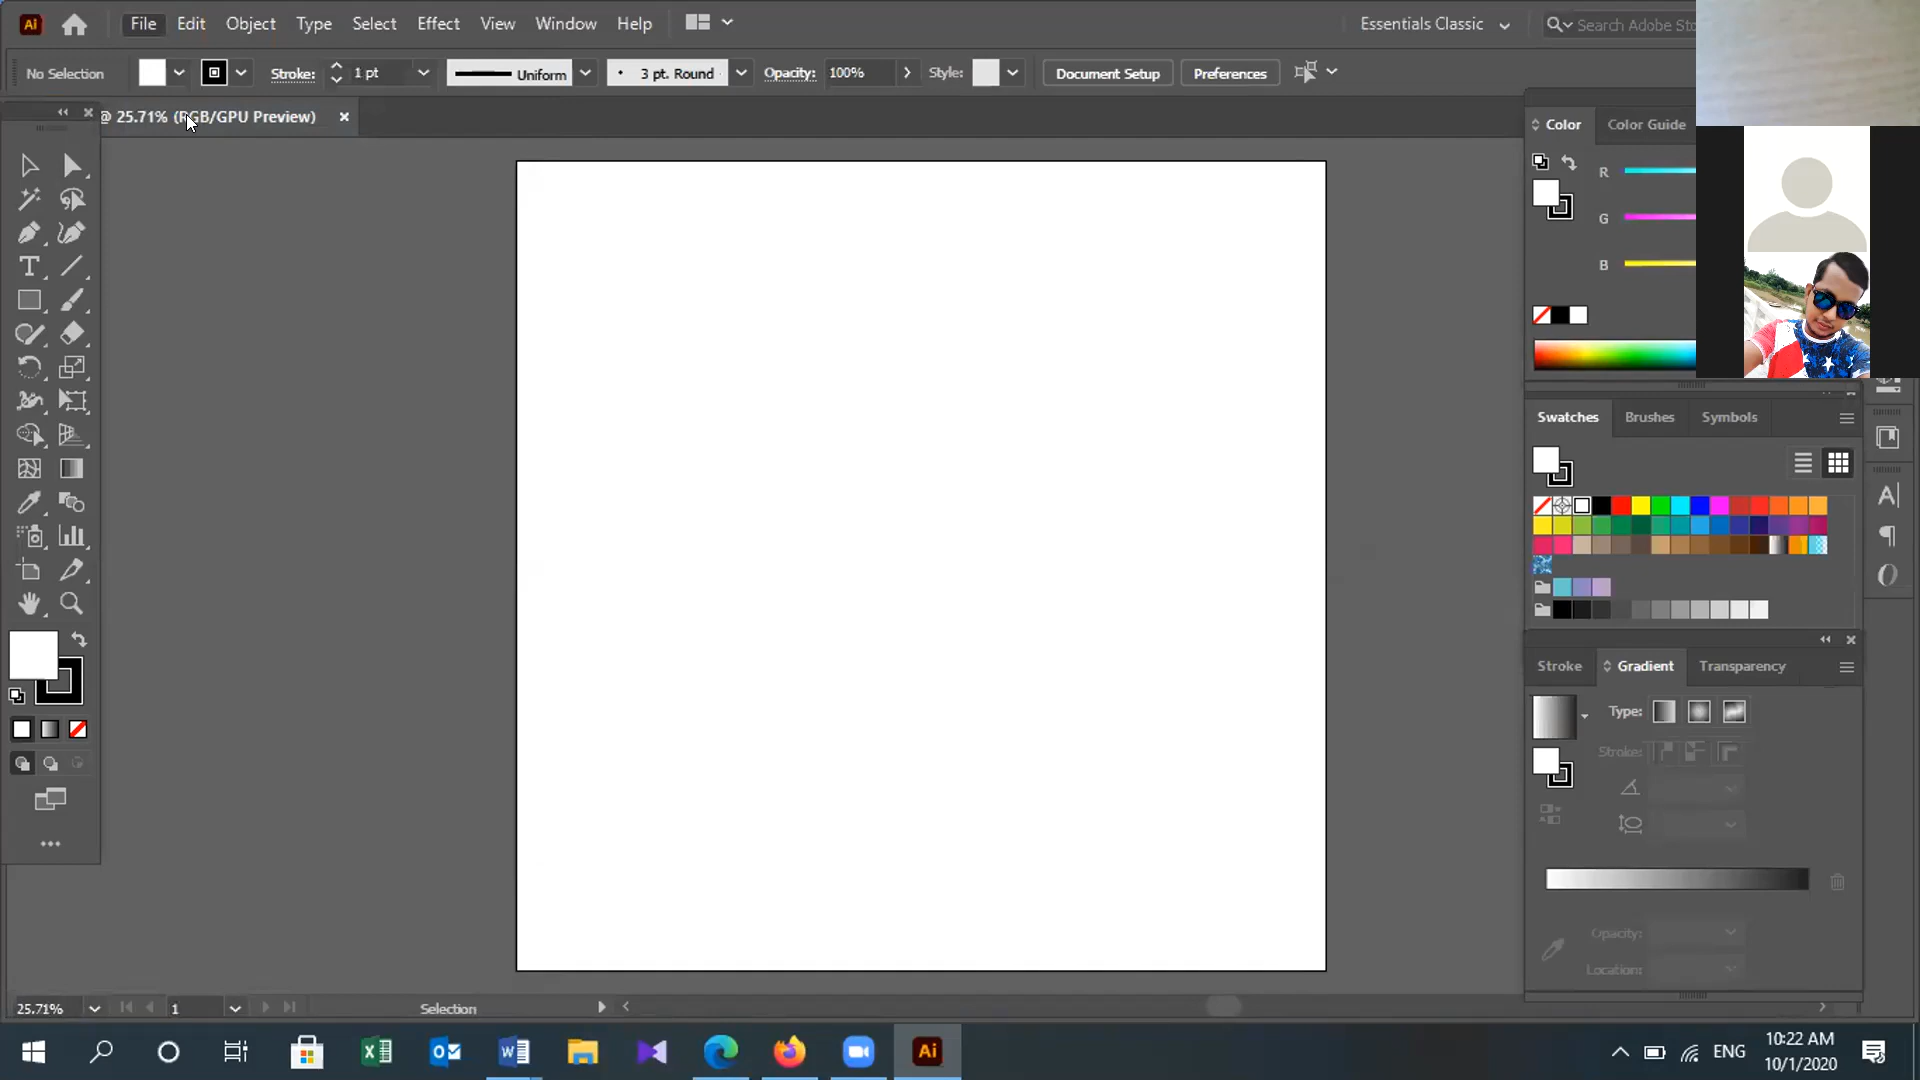 Ai File Edit Object Type Select Effect View Window Help Essentials Classic Search Adobe Sto
No Selection Stroke: 1 pt Uniform 3 pt. Round Opacity: 100% Style: Document Setup Preferences
@ 25.71% (RGB/GPU Preview)
Color Color Guide
R
G
B
Swatches Brushes Symbols
Stroke Gradient Transparency
Type:
Stroke:
Opacity:
Location:
25.71% 1 Selection
Ai ENG
10:22 AM
10/1/2020